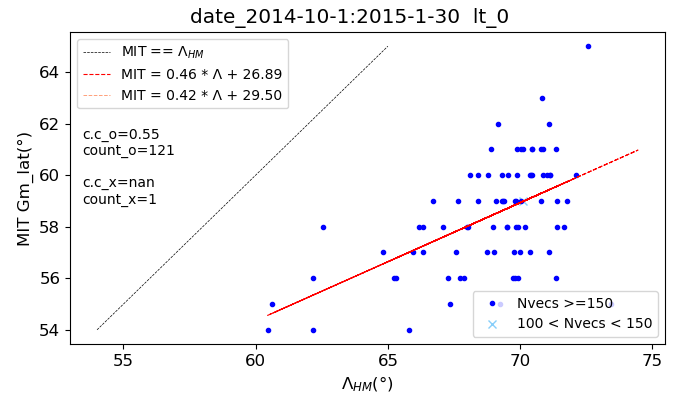 date_2014-10-1:2015-1-30 lt_0
MIT == Λ_HM
MIT = 0.46 * Λ + 26.89
MIT = 0.42 * Λ + 29.50
c.c_o=0.55
count_o=121
c.c_x=nan
count_x=1
MIT Gm_lat(°)
64
62
60
58
56
54
Nvecs >=150
100 < Nvecs < 150
55
60
65
70
75
Λ_HM(°)